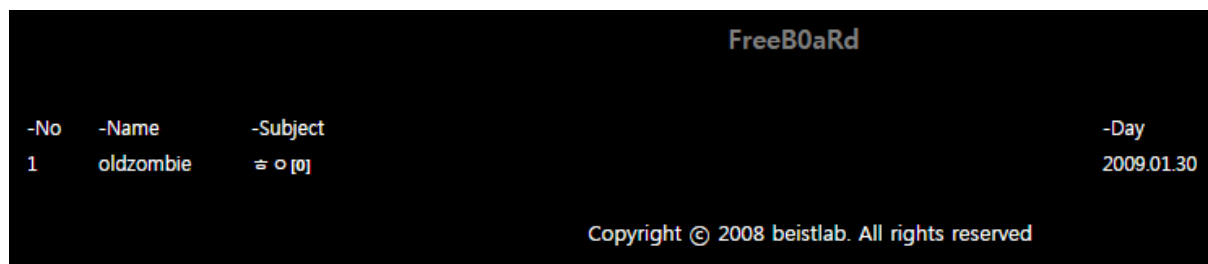 FreeB0aRd
-No -Name -Subject -Day
1 oldzombie ㅎㅇ[0] 2009.01.30
Copyright ⓒ 2008 beistlab. All rights reserved